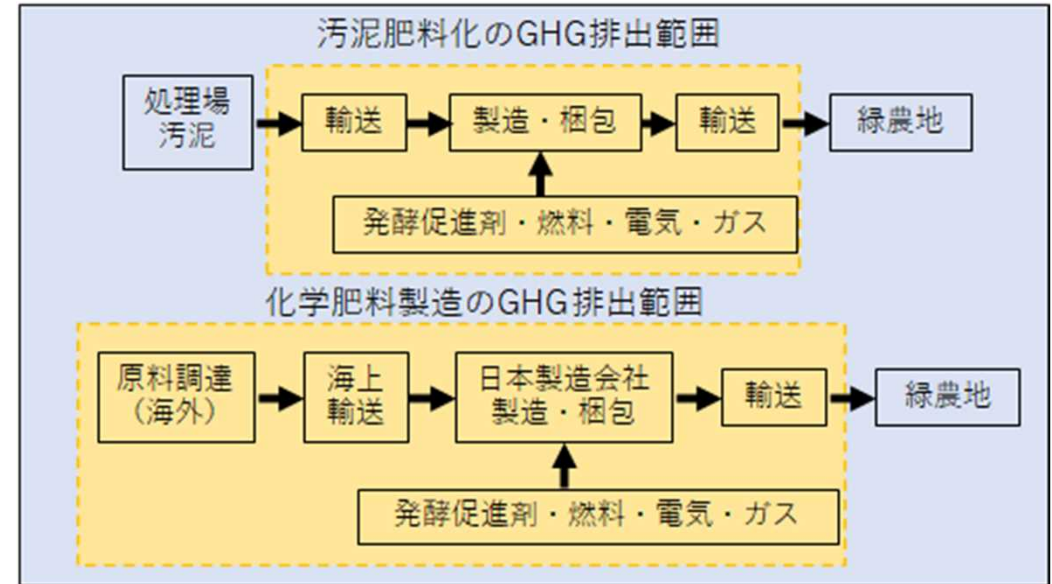 汚泥肥料化のGHG排出範囲
処理場
汚泥
輸送
製造・梱包
輸送
緑農地
発酵促進剤・燃料・電気・ガス
化学肥料製造のGHG排出範囲
原料調達
（海外）
海上
輸送
日本製造会社
製造・梱包
輸送
緑農地
発酵促進剤・燃料・電気・ガス